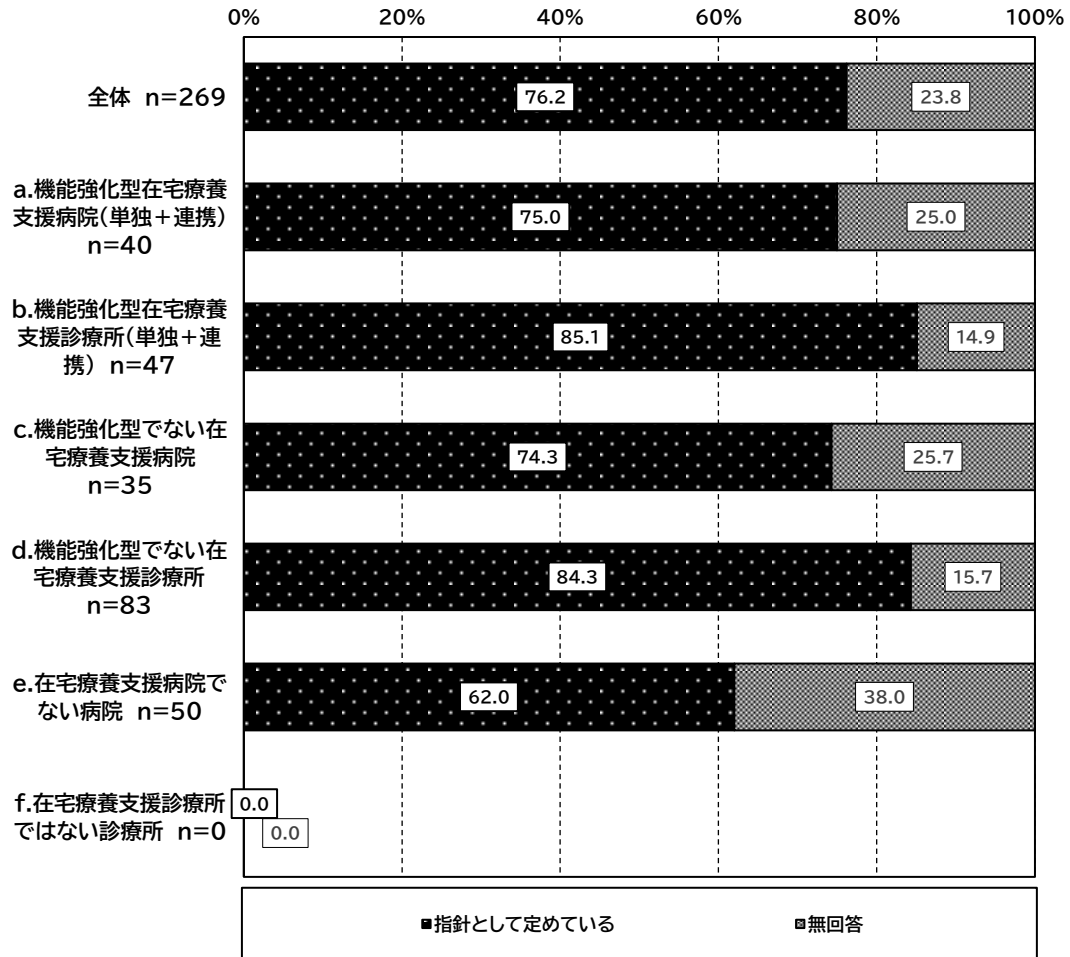 0% 20% 40% 60% 80% 100%
全体 n=269
76.2 23.8
a.機能強化型在宅療養
支援病院(単独+連携)
n=40
75.0 25.0
b.機能強化型在宅療養
支援診療所(単独+連
携) n=47
85.1 14.9
c.機能強化型でない在
宅療養支援病院
n=35
74.3 25.7
d.機能強化型でない在
宅療養支援診療所
n=83
84.3 15.7
e.在宅療養支援病院で
ない病院 n=50
62.0 38.0
f.在宅療養支援診療所
ではない診療所 n=0
0.0
0.0
指針として定めている 無回答